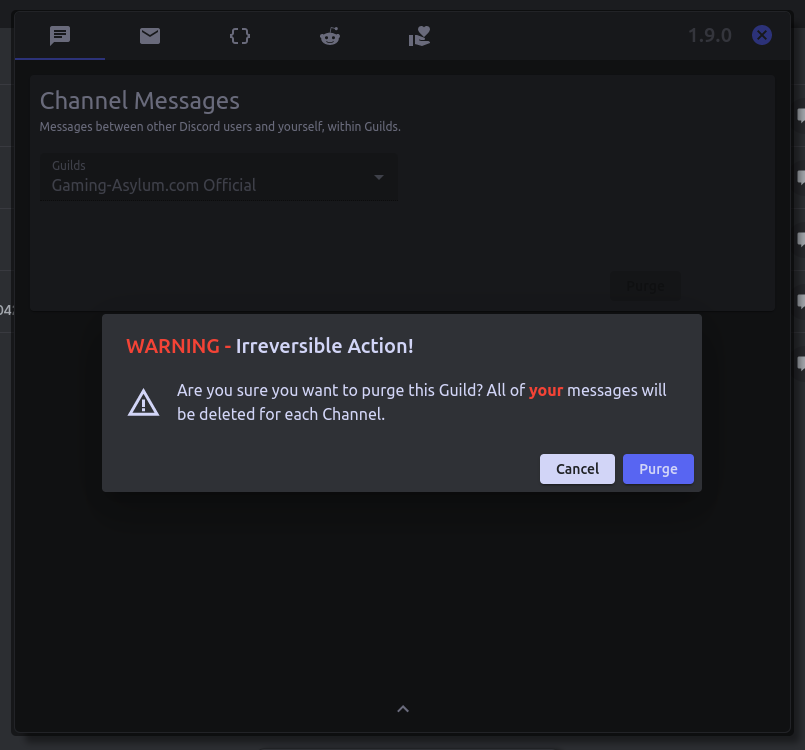 1.9.0
Channel Messages
Messages between other Discord users and yourself, within Guilds.
Guilds
Gaming-Asylum.com Official
Purge
WARNING - Irreversible Action!
Are you sure you want to purge this Guild? All of your messages will
be deleted for each Channel.
Cancel
Purge